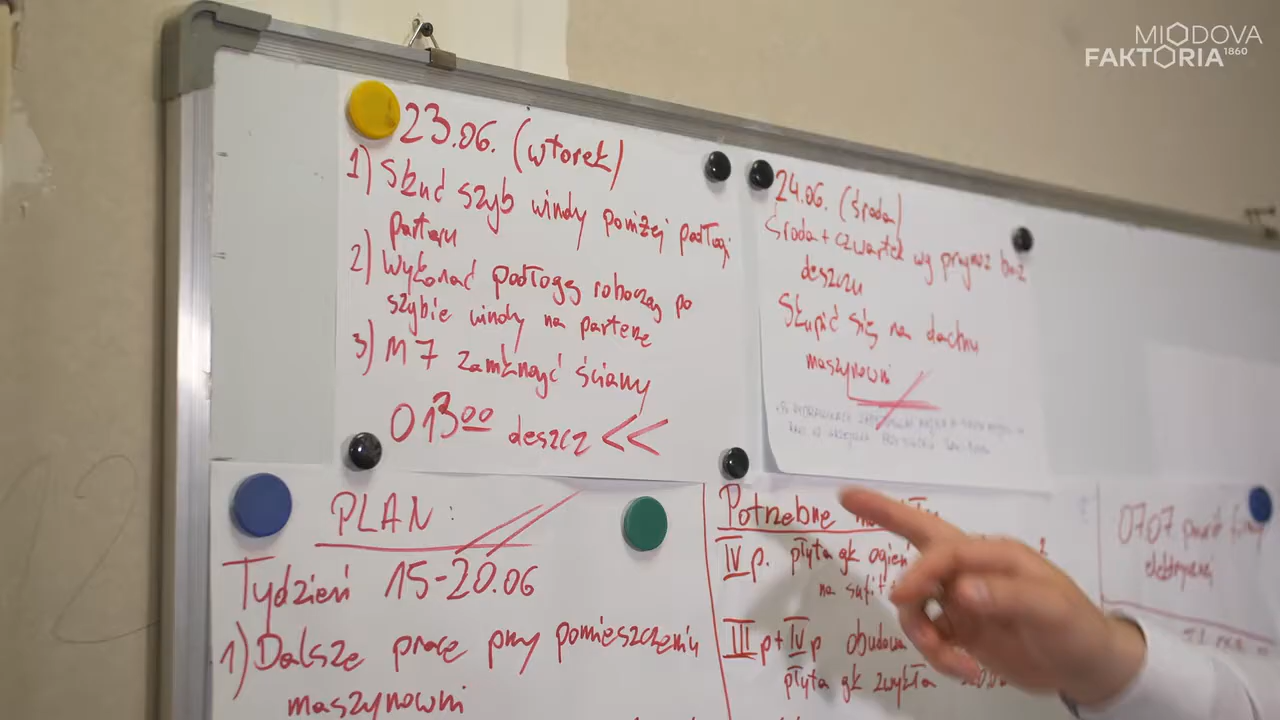 MIODOVA
FAKTORIA 1860
23.06. (wtorek)
1) Skuć szyb windy poniżej podłogi
parteru
2) Wykonać podłogę roboczą po
szybie windy na parterze
3) M7 zamknąć ściany
O 13⁰⁰ deszcz <<
24.06. (środa)
Środa + czwartek wg prognoz bez
deszczu
Skupić się na dachu
maszynowni
PLAN:
Tydzień 15-20.06
1) Dalsze prace przy pomieszczeniu
maszynowni
Potrzebne
IV p. płyta gk ogień
na sufit
III p + IV p obudowa
płyta gk zwykła
07.07
elektrycznej